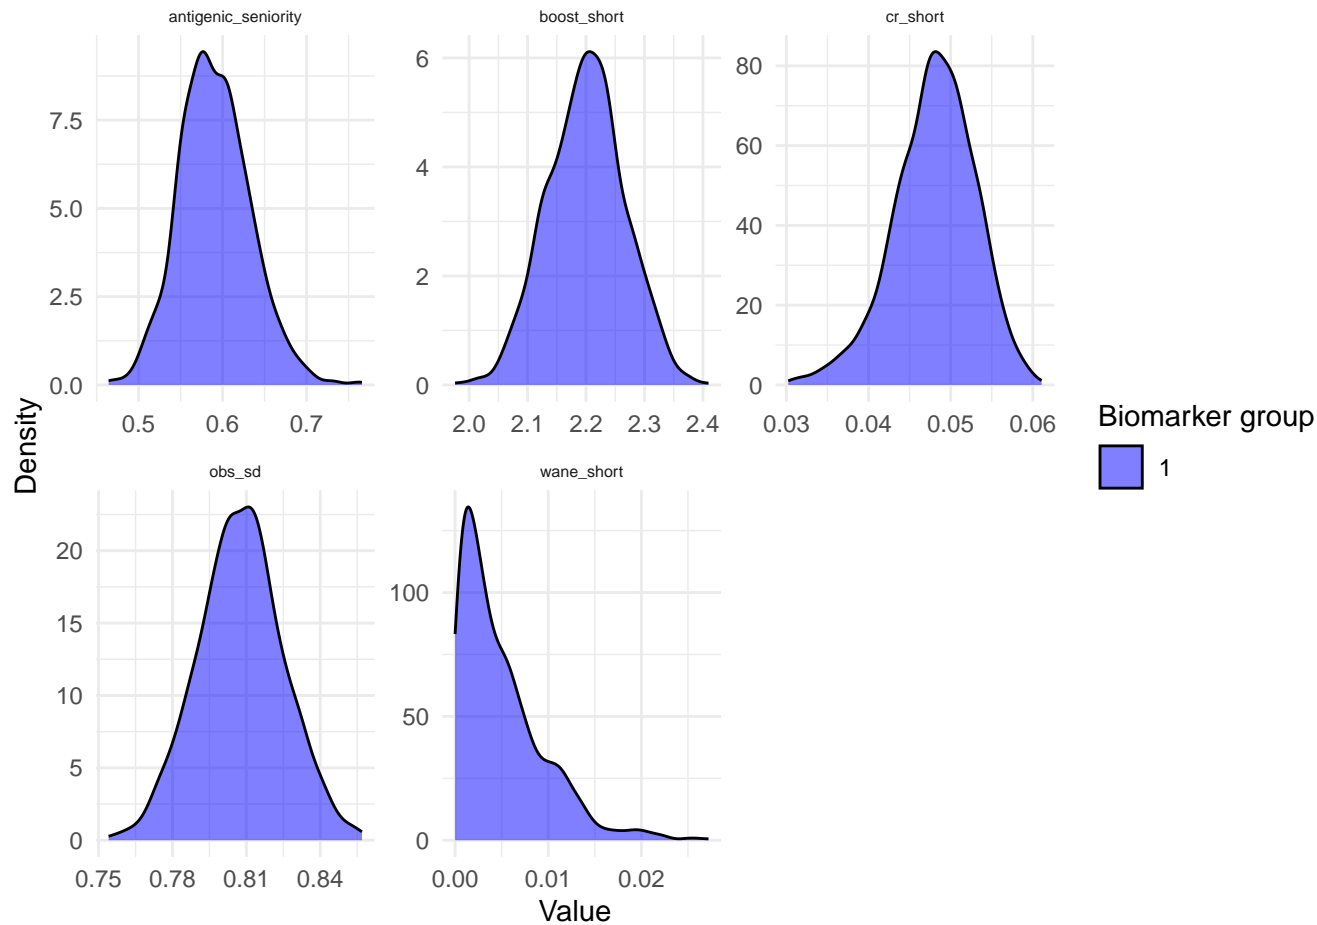 antigenic_seniority
boost_short
cr_short
7.5
5.0
2.5
0.0
0.5 0.6 0.7
6
4
2
0
2.0 2.1 2.2 2.3 2.4
80
60
40
20
0
0.03 0.04 0.05 0.06
Density
obs_sd
wane_short
20
15
10
5
0
0.75 0.78 0.81 0.84
100
50
0
0.00 0.01 0.02
Value
Biomarker group
1